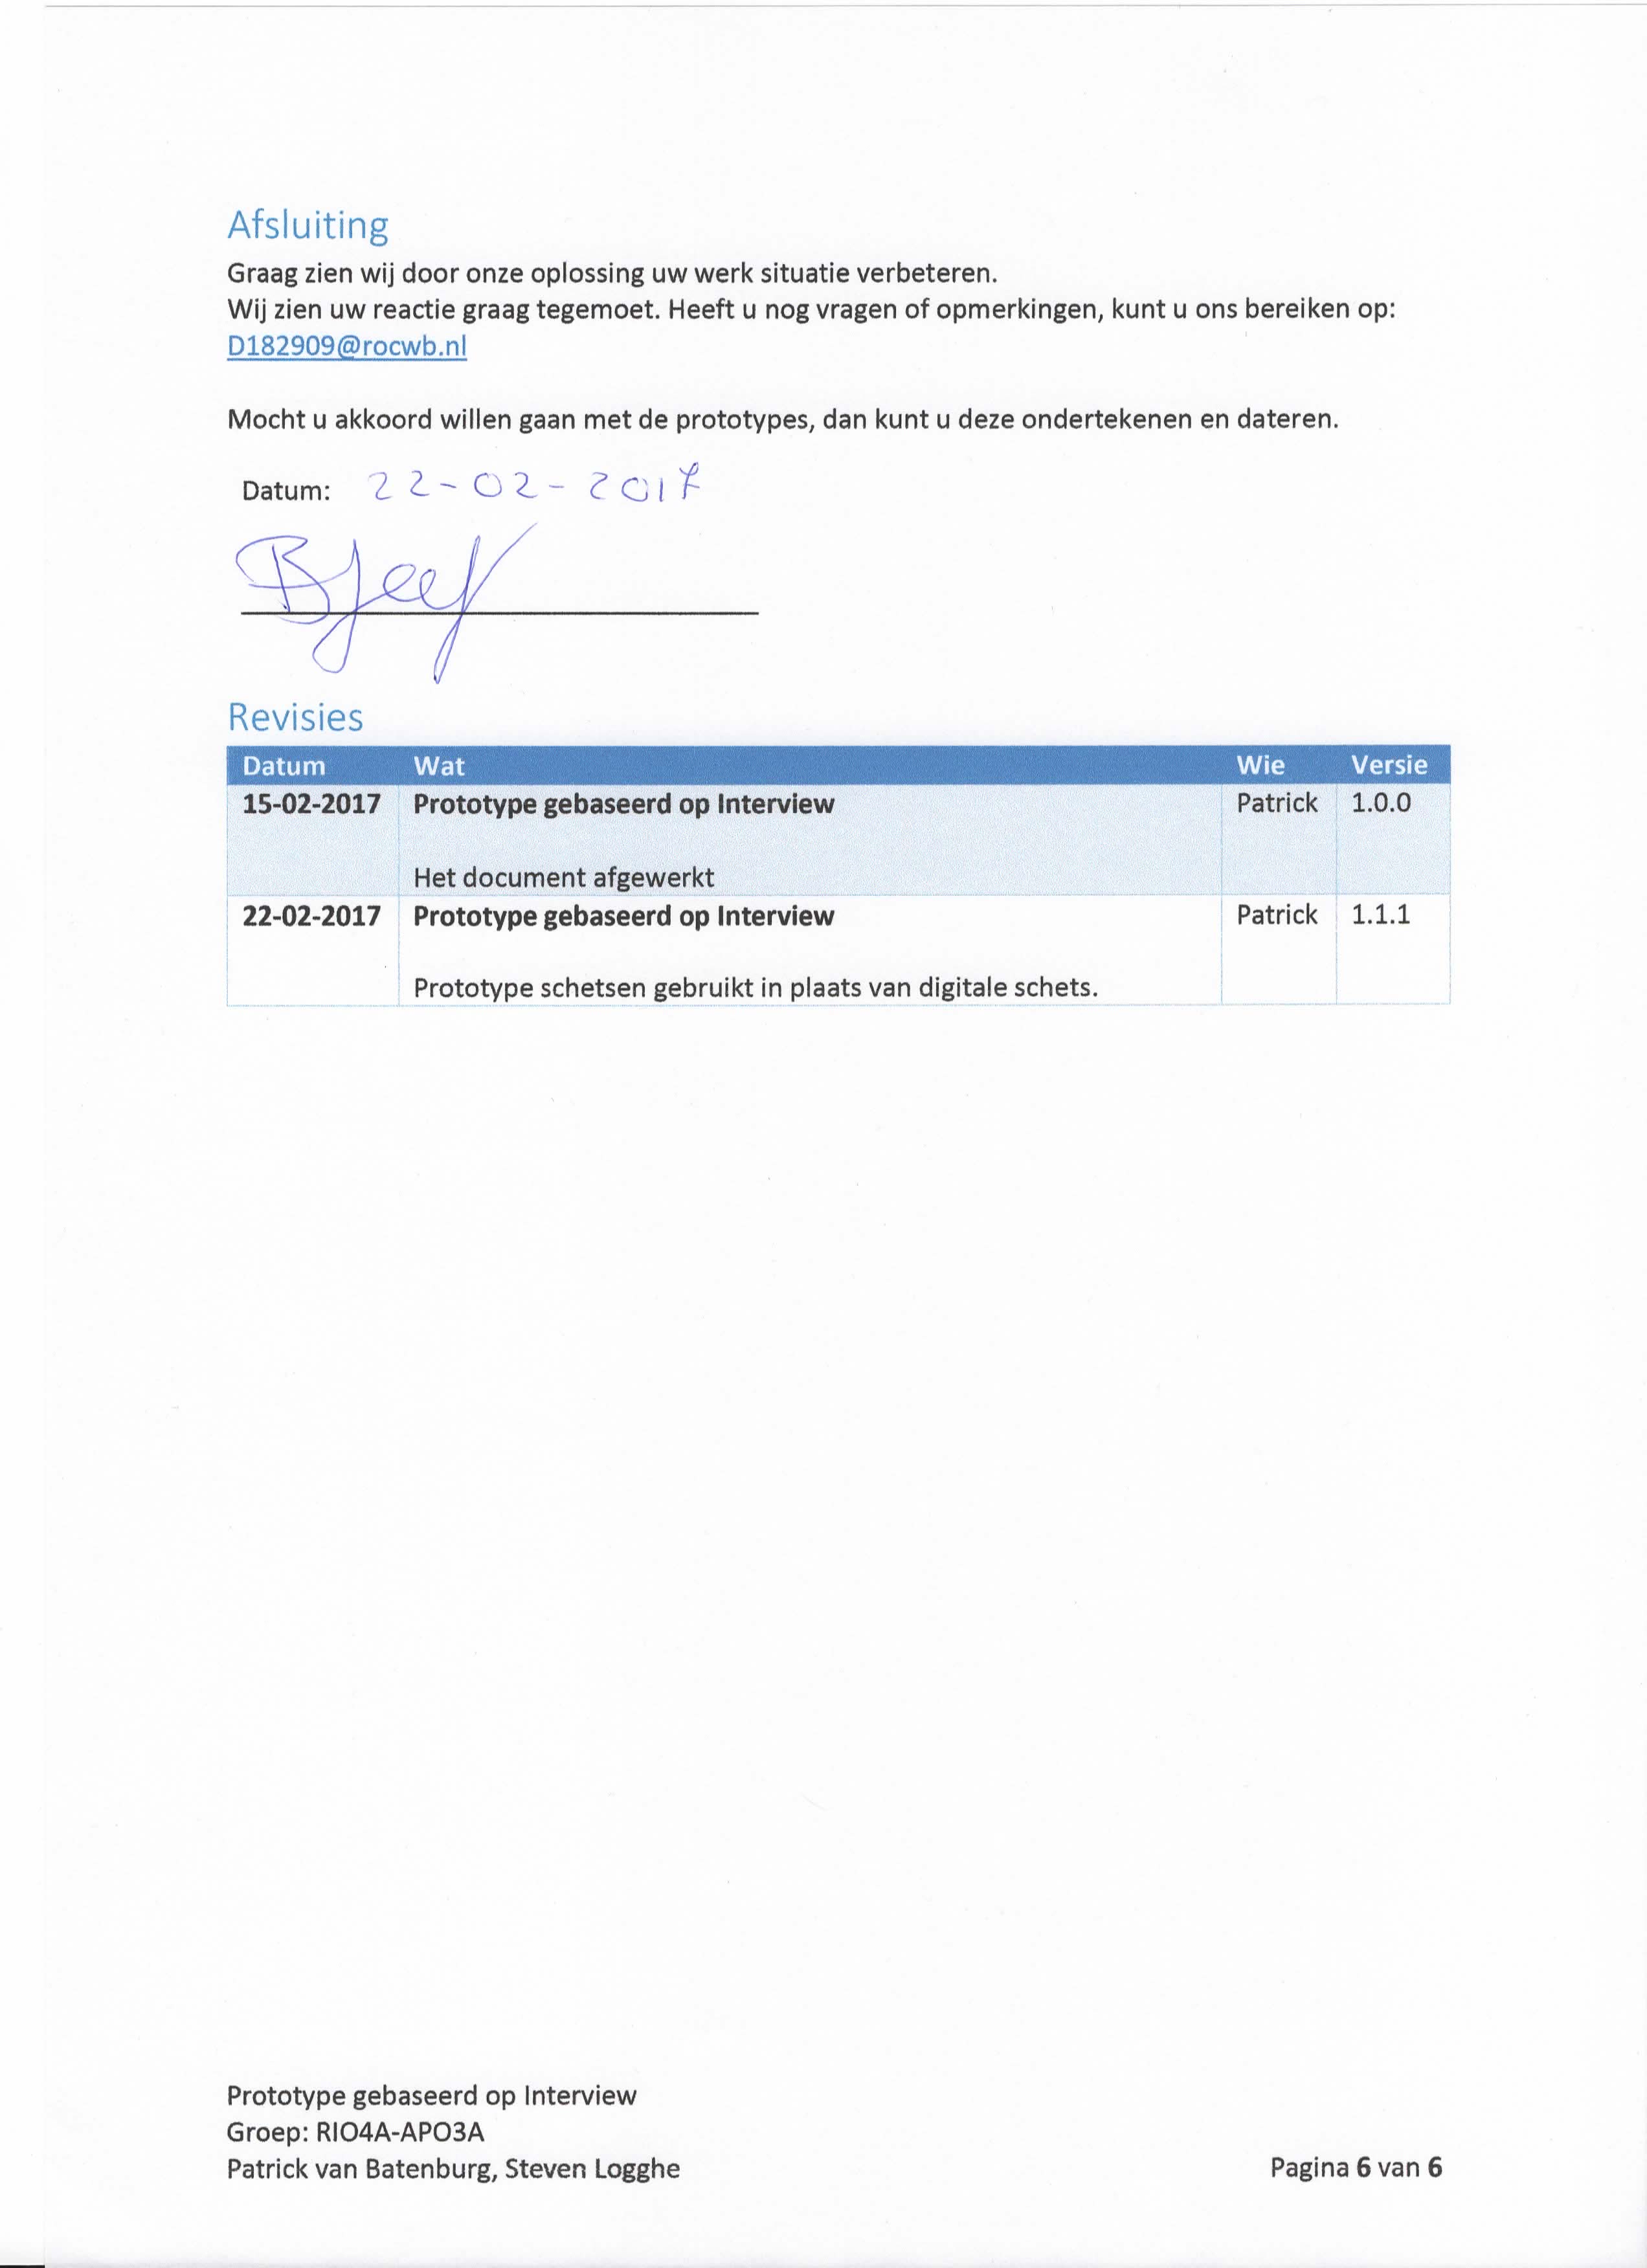 Afsluiting
Graag zien wij door onze oplossing uw werk situatie verbeteren.
Wij zien uw reactie graag tegemoet. Heeft u nog vragen of opmerkingen, kunt u ons bereiken op:
D182909@rocwb.nl
Mocht u akkoord willen gaan met de prototypes, dan kunt u deze ondertekenen en dateren.
Datum: 22-02-2017
Revisies
Datum Wat Wie Versie
15-02-2017 Prototype gebaseerd op Interview Patrick 1.0.0
Het document afgewerkt
22-02-2017 Prototype gebaseerd op Interview Patrick 1.1.1
Prototype schetsen gebruikt in plaats van digitale schets.
Prototype gebaseerd op Interview
Groep: RIO4A-APO3A
Patrick van Batenburg, Steven Logghe Pagina 6 van 6